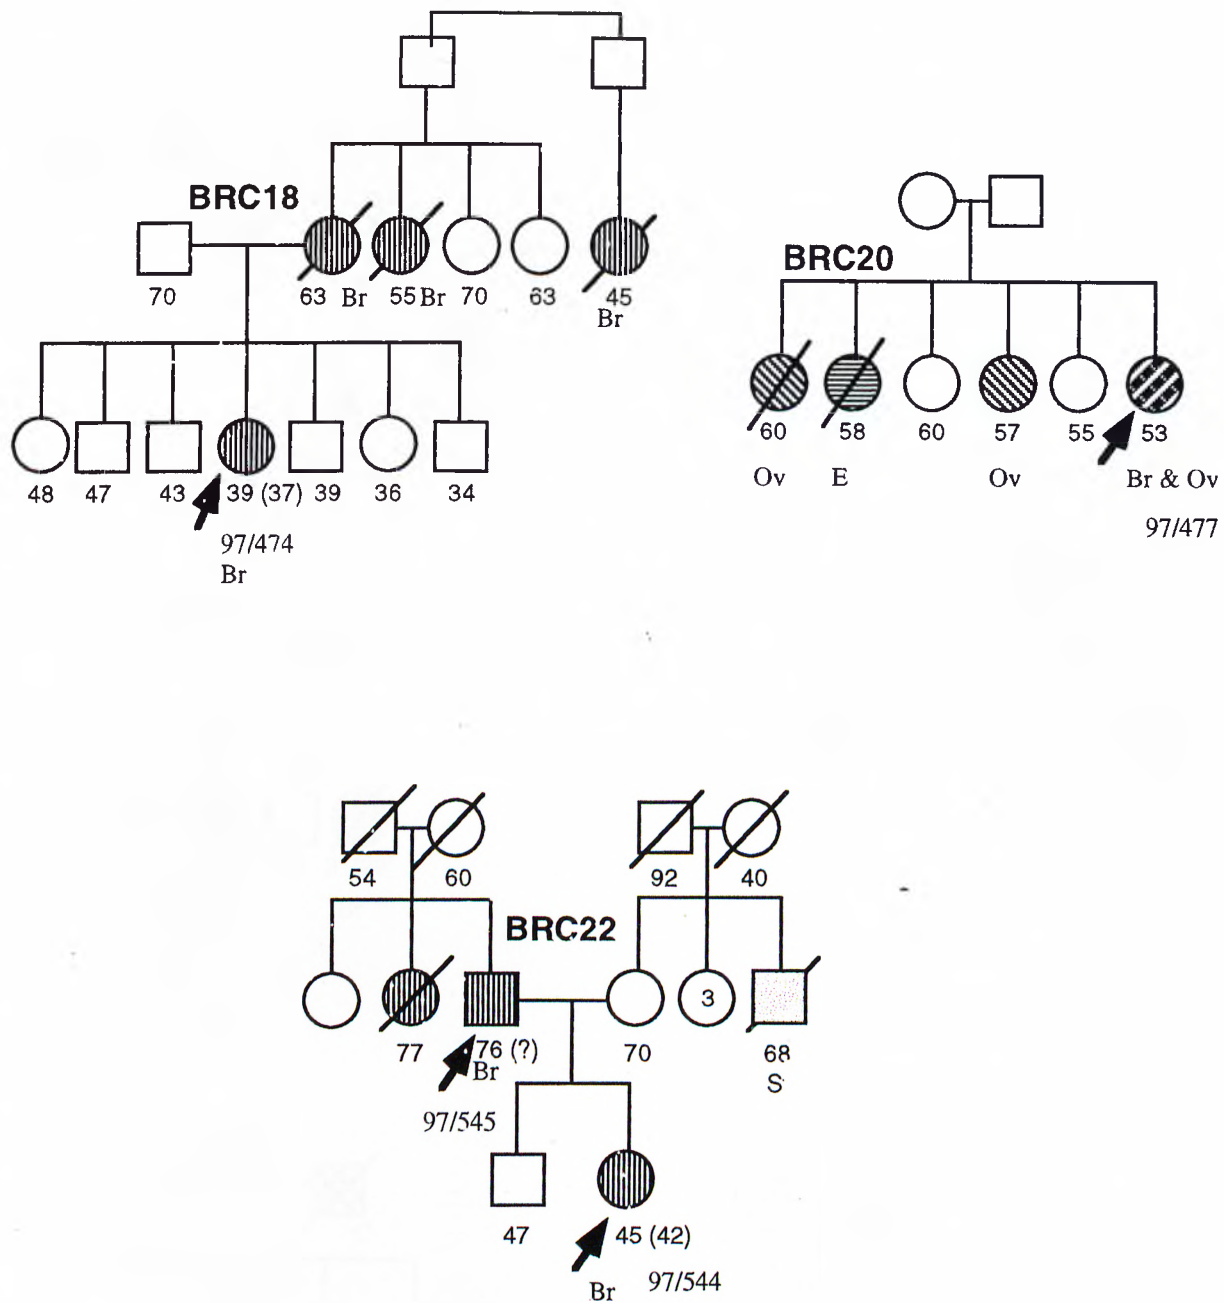 BRC18
70
63 Br 55 Br 70 63 45
Br
48 47 43 39 (37) 39 36 34
97/474
Br
BRC20
60 58 60 57 55 53
Ov E Ov Br & Ov
97/477
54 60 92 40
BRC22
3
77 76 (?) 70 68
Br S
97/545
47 45 (42)
Br 97/544